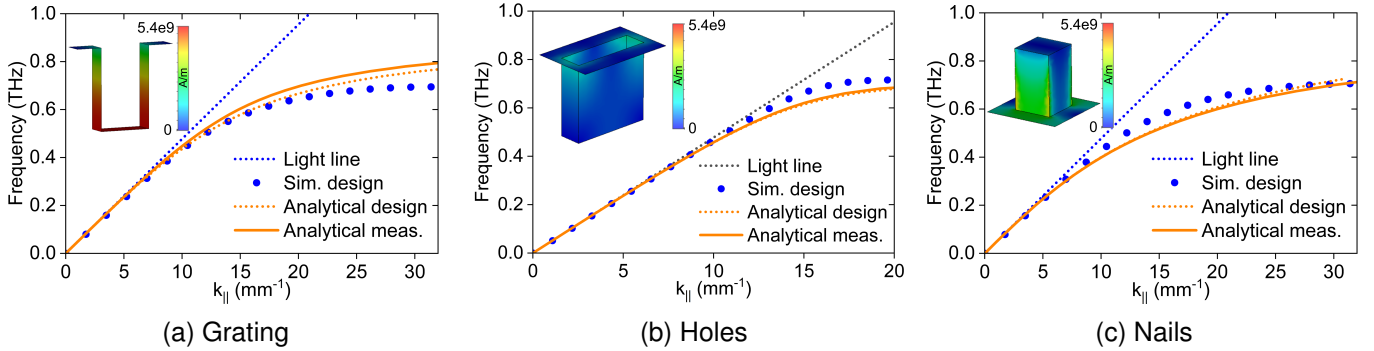 5.4e9
A/m
0
Frequency (THz)
1.0
0.8
0.6
0.4
0.2
0.0
0 5 10 15 20 25 30
k|| (mm-1)
Light line
Sim. design
Analytical design
Analytical meas.
(a) Grating
5.4e9
A/m
0
Frequency (THz)
1.0
0.8
0.6
0.4
0.2
0.0
0 5 10 15 20
k|| (mm-1)
Light line
Sim. design
Analytical design
Analytical meas.
(b) Holes
5.4e9
A/m
0
Frequency (THz)
1.0
0.8
0.6
0.4
0.2
0.0
0 5 10 15 20 25 30
k|| (mm-1)
Light line
Sim. design
Analytical design
Analytical meas.
(c) Nails